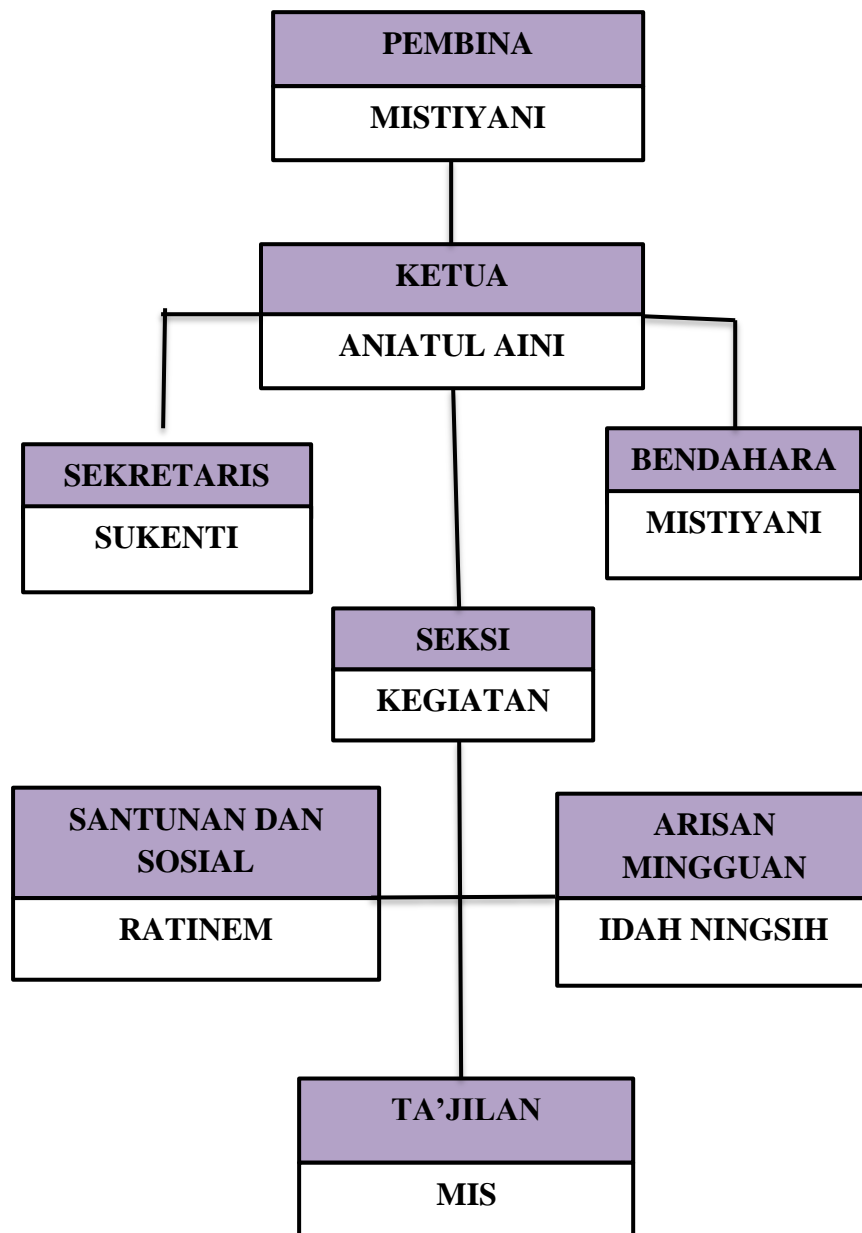 PEMBINA
MISTIYANI
KETUA
ANIATUL AINI
SEKRETARIS
SUKENTI
BENDAHARA
MISTIYANI
SEKSI
KEGIATAN
SANTUNAN DAN
SOSIAL
RATINEM
ARISAN
MINGGUAN
IDAH NINGSIH
TA’JILAN
MIS